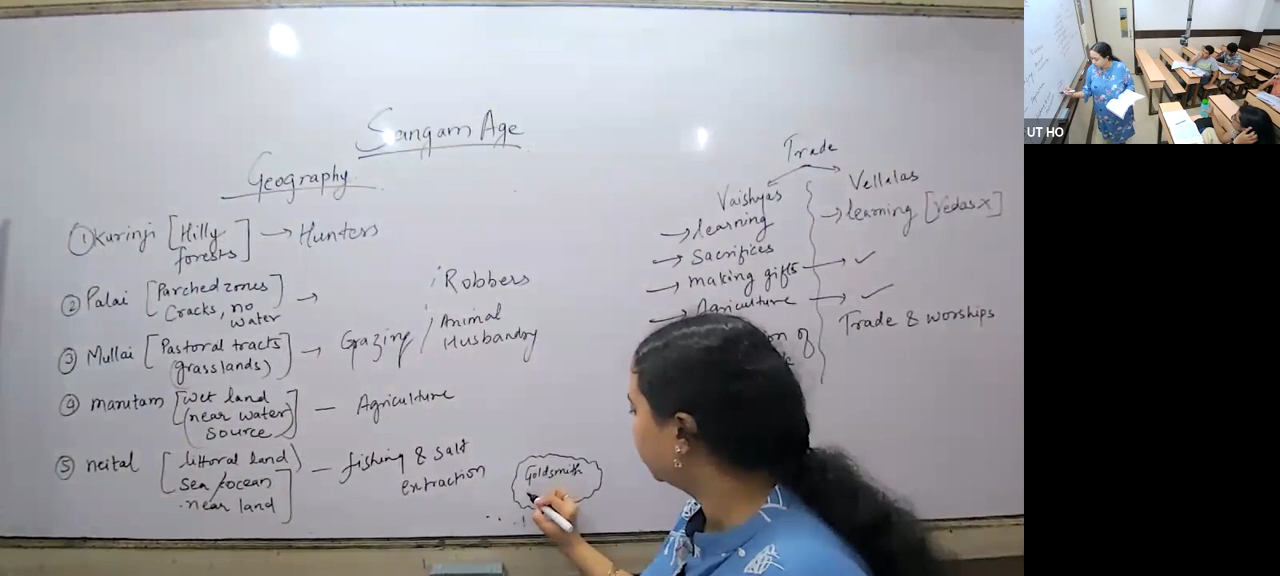 Sangam Age
Geography
① Kurinji [Hilly forests] → Hunters
② Palai [Parched zones Cracks, no water] → Robbers
③ Mullai [Pastoral tracts grasslands)] → Grazing / Animal Husbandry
④ marutam [wet land (near water) source] - Agriculture
⑤ neital [littoral land) sea/ocean near land] - fishing & salt extraction
Goldsmith
Trade
Vaishyas
→ learning
→ Sacrifices
→ making gifts → ✓
→ Agriculture → ✓
of
Vellalas
→ learning [Vedas x]
Trade & worships
UT HO